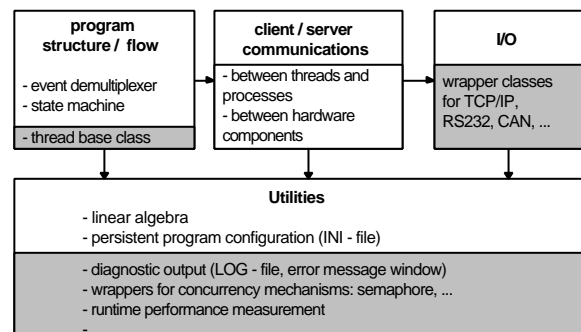 program
structure / flow
- event demultiplexer
- state machine
- thread base class
client / server
communications
- between threads and
processes
- between hardware
components
I/O
wrapper classes
for TCP/IP,
RS232, CAN, ...
Utilities
- linear algebra
- persistent program configuration (INI - file)
- diagnostic output (LOG - file, error message window)
- wrappers for concurrency mechanisms: semaphore, ...
- runtime performance measurement
-